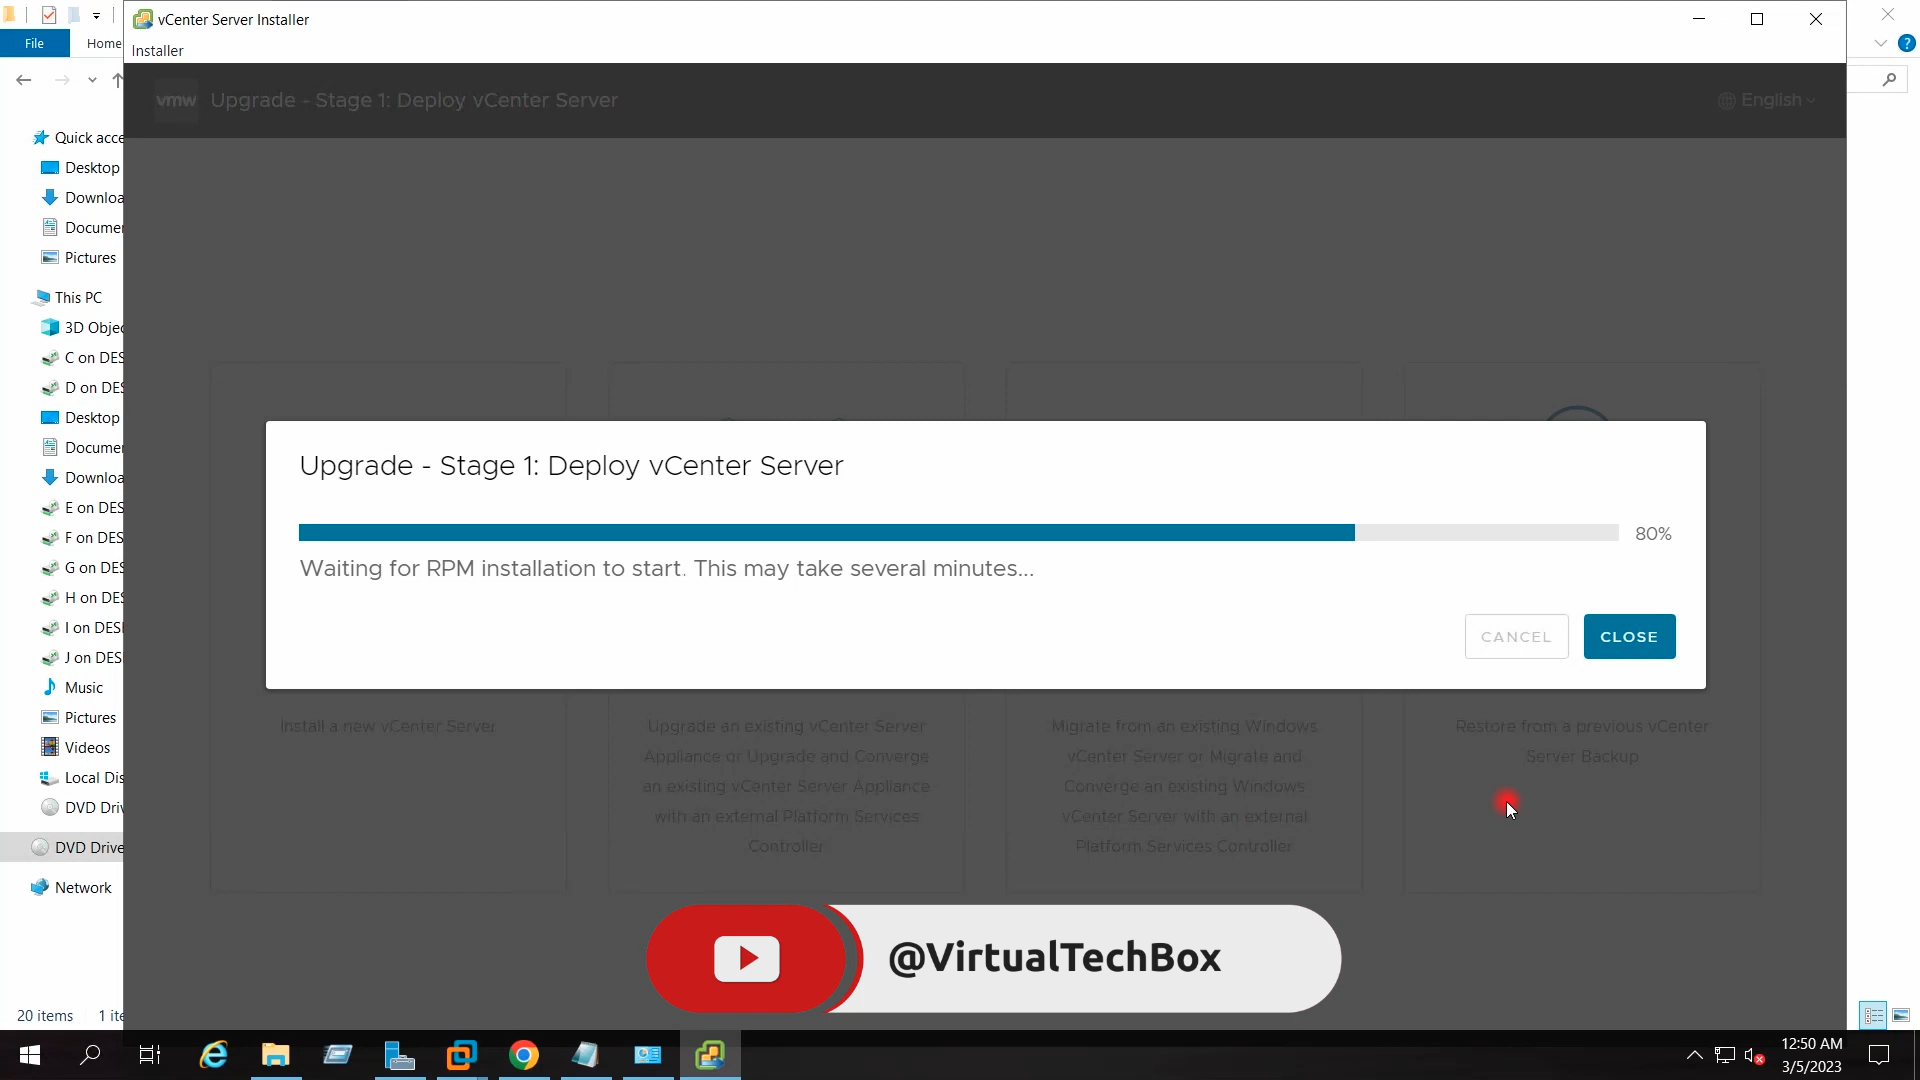 vCenter Server Installer
File
Home
Installer
vmw Upgrade - Stage 1: Deploy vCenter Server
English
Quick acce
Desktop
Downloa
Documen
Pictures
This PC
3D Objec
C on DES
D on DES
Desktop
Documen
Downloa
E on DES
F on DES
G on DES
H on DES
I on DESI
J on DES
Music
Pictures
Videos
Local Dis
DVD Driv
DVD Drive
Network
Upgrade - Stage 1: Deploy vCenter Server
80%
Waiting for RPM installation to start. This may take several minutes...
CANCEL
CLOSE
Install a new vCenter Server
Upgrade an existing vCenter Server
Appliance or Upgrade and Converge
an existing vCenter Server Appliance
with an external Platform Services
Controller
Migrate from an existing Windows
vCenter Server or Migrate and
Converge an existing Windows
vCenter Server with an external
Platform Services Controller
Restore from a previous vCenter
Server Backup
@VirtualTechBox
20 items
1 ite
12:50 AM
3/5/2023